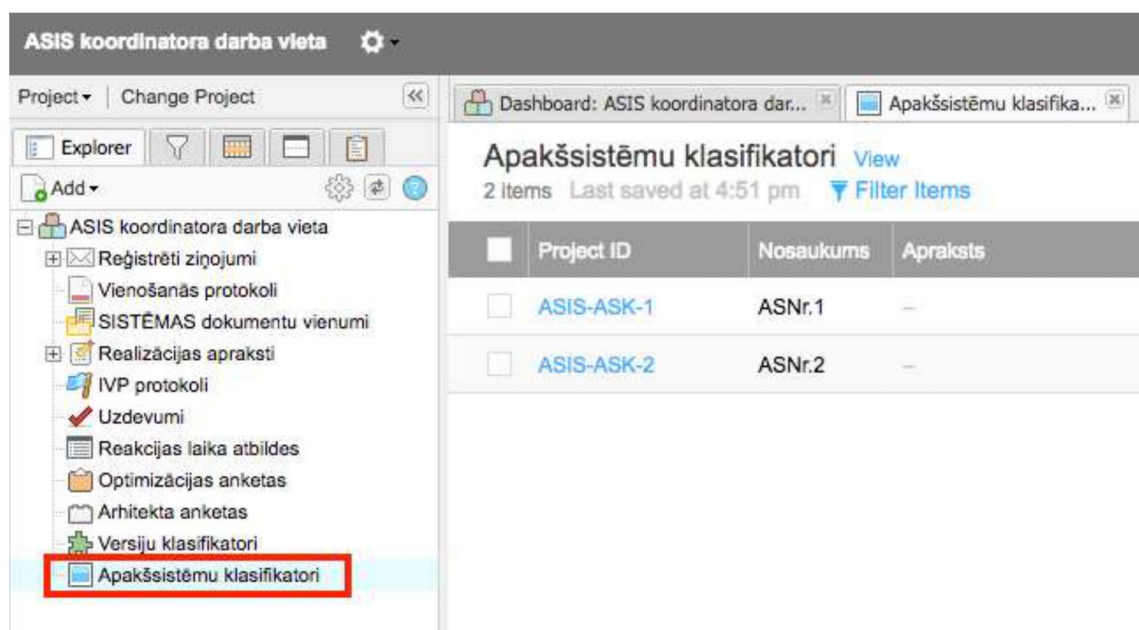 ASIS koordinatora darba vieta
Project | Change Project
Explorer
Add
ASIS koordinatora darba vieta
Reģistrēti ziņojumi
Vienošanās protokoli
SISTĒMAS dokumentu vienumi
Realizācijas apraksti
IVP protokoli
Uzdevumi
Reakcijas laika atbildes
Optimizācijas anketas
Arhitekta anketas
Versiju klasifikatori
Apakšsistēmu klasifikatori
Dashboard: ASIS koordinatora dar... Apakšsistēmu klasifika...
Apakšsistēmu klasifikatori View
2 items Last saved at 4:51 pm Filter Items
Project ID Nosaukums Apraksts
ASIS-ASK-1 ASNr.1 –
ASIS-ASK-2 ASNr.2 –